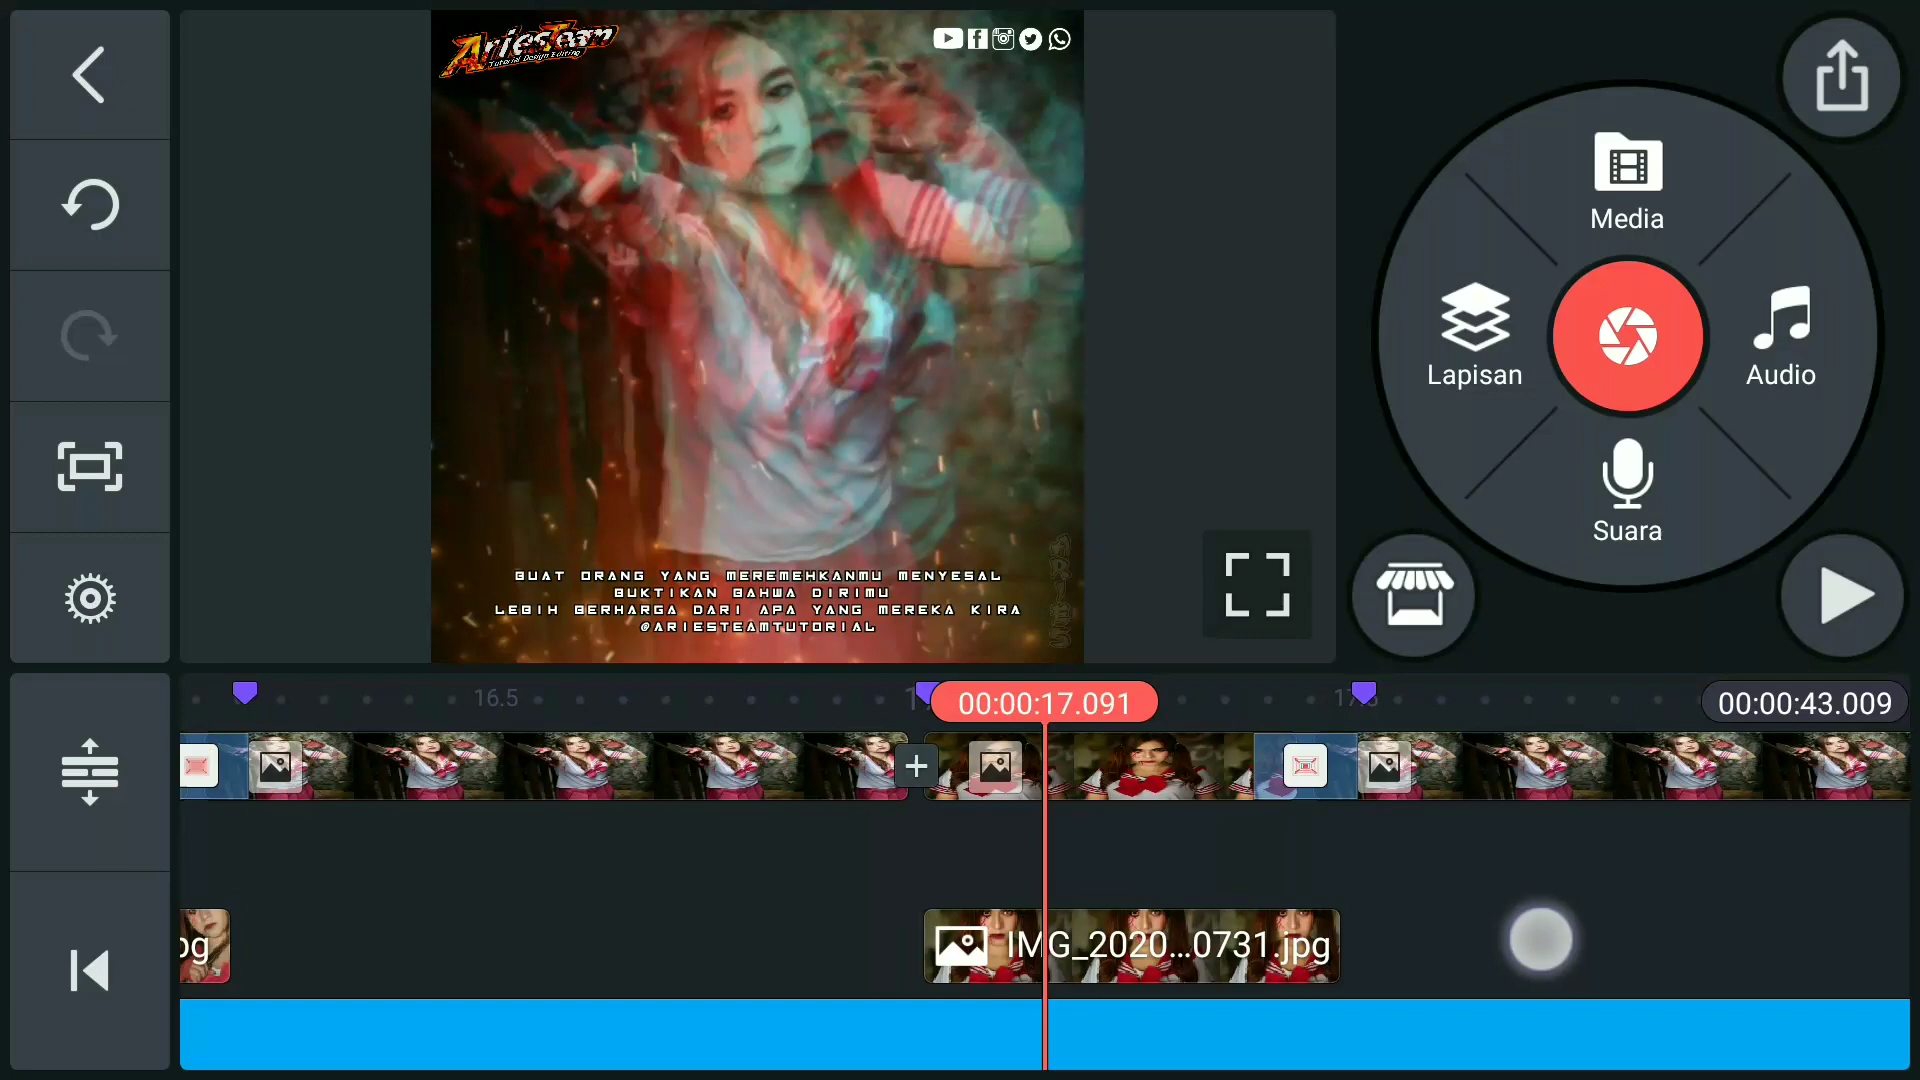 AriesTeam
Tutorial Design Editing
Media
Lapisan
Audio
Suara
BUAT ORANG YANG MEREMEHKANMU MENYESAL
BUKTIKAN BAHWA DIRIMU
LEBIH BERHARGA DARI APA YANG MEREKA KIRA
@ARIESTEAMTUTORIAL
ARIES
16.5
00:00:17.091
00:00:43.009
IMG_2020...0731.jpg